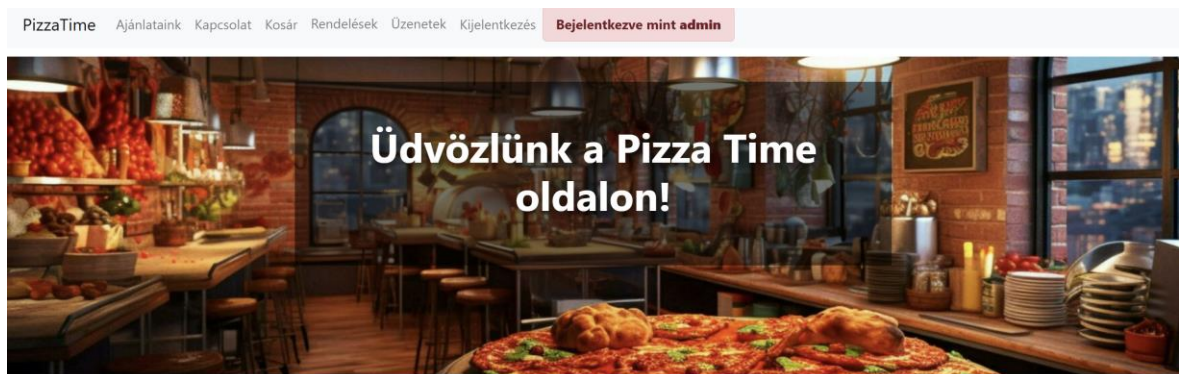 PizzaTime Ajánlataink Kapcsolat Kosár Rendelések Üzenetek Kijelentkezés Bejelentkezve mint admin
Üdvözlünk a Pizza Time
oldalon!